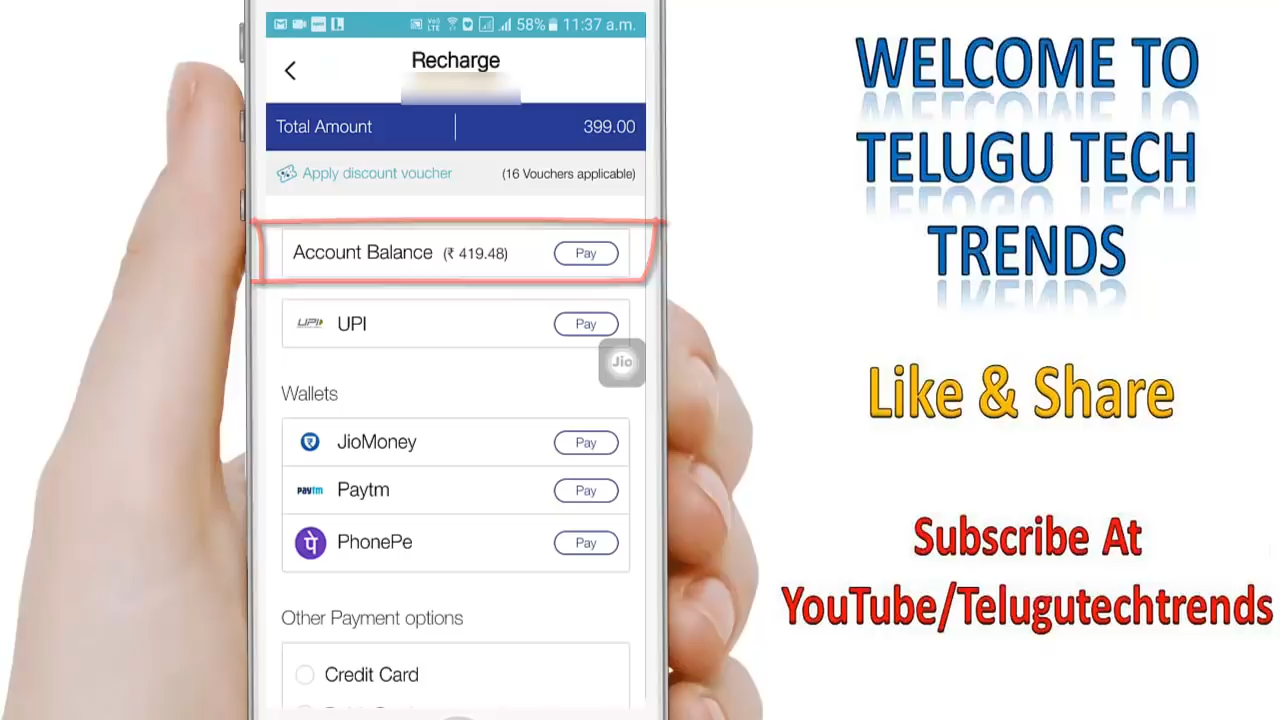 VoLTE 58% 11:37 a.m.
Recharge
Total Amount 399.00
Apply discount voucher (16 Vouchers applicable)
Account Balance (₹ 419.48) Pay
UPI UPI Pay
Jio
Wallets
JioMoney Pay
paytm Paytm Pay
पे PhonePe Pay
Other Payment options
Credit Card
WELCOME TO
TELUGU TECH
TRENDS
Like & Share
Subscribe At
YouTube/Telugutechtrends